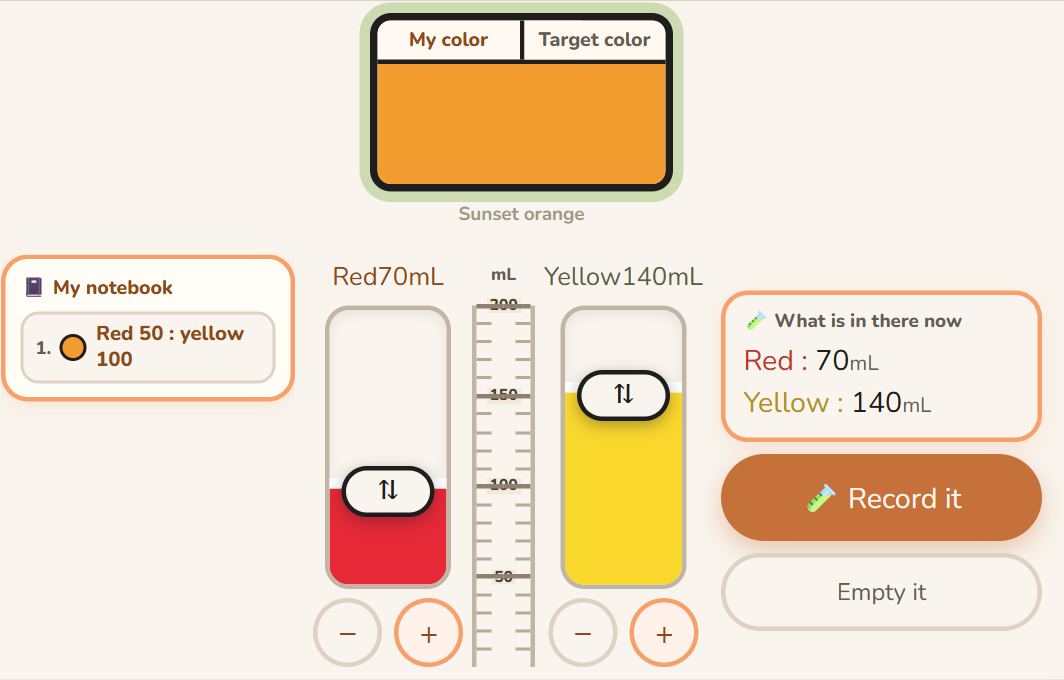 My color
Target color
Sunset orange
My notebook
1. Red 50 : yellow
100
Red70mL
mL
Yellow140mL
200
150
100
50
⇅
⇅
−
+
−
+
What is in there now
Red : 70mL
Yellow : 140mL
Record it
Empty it